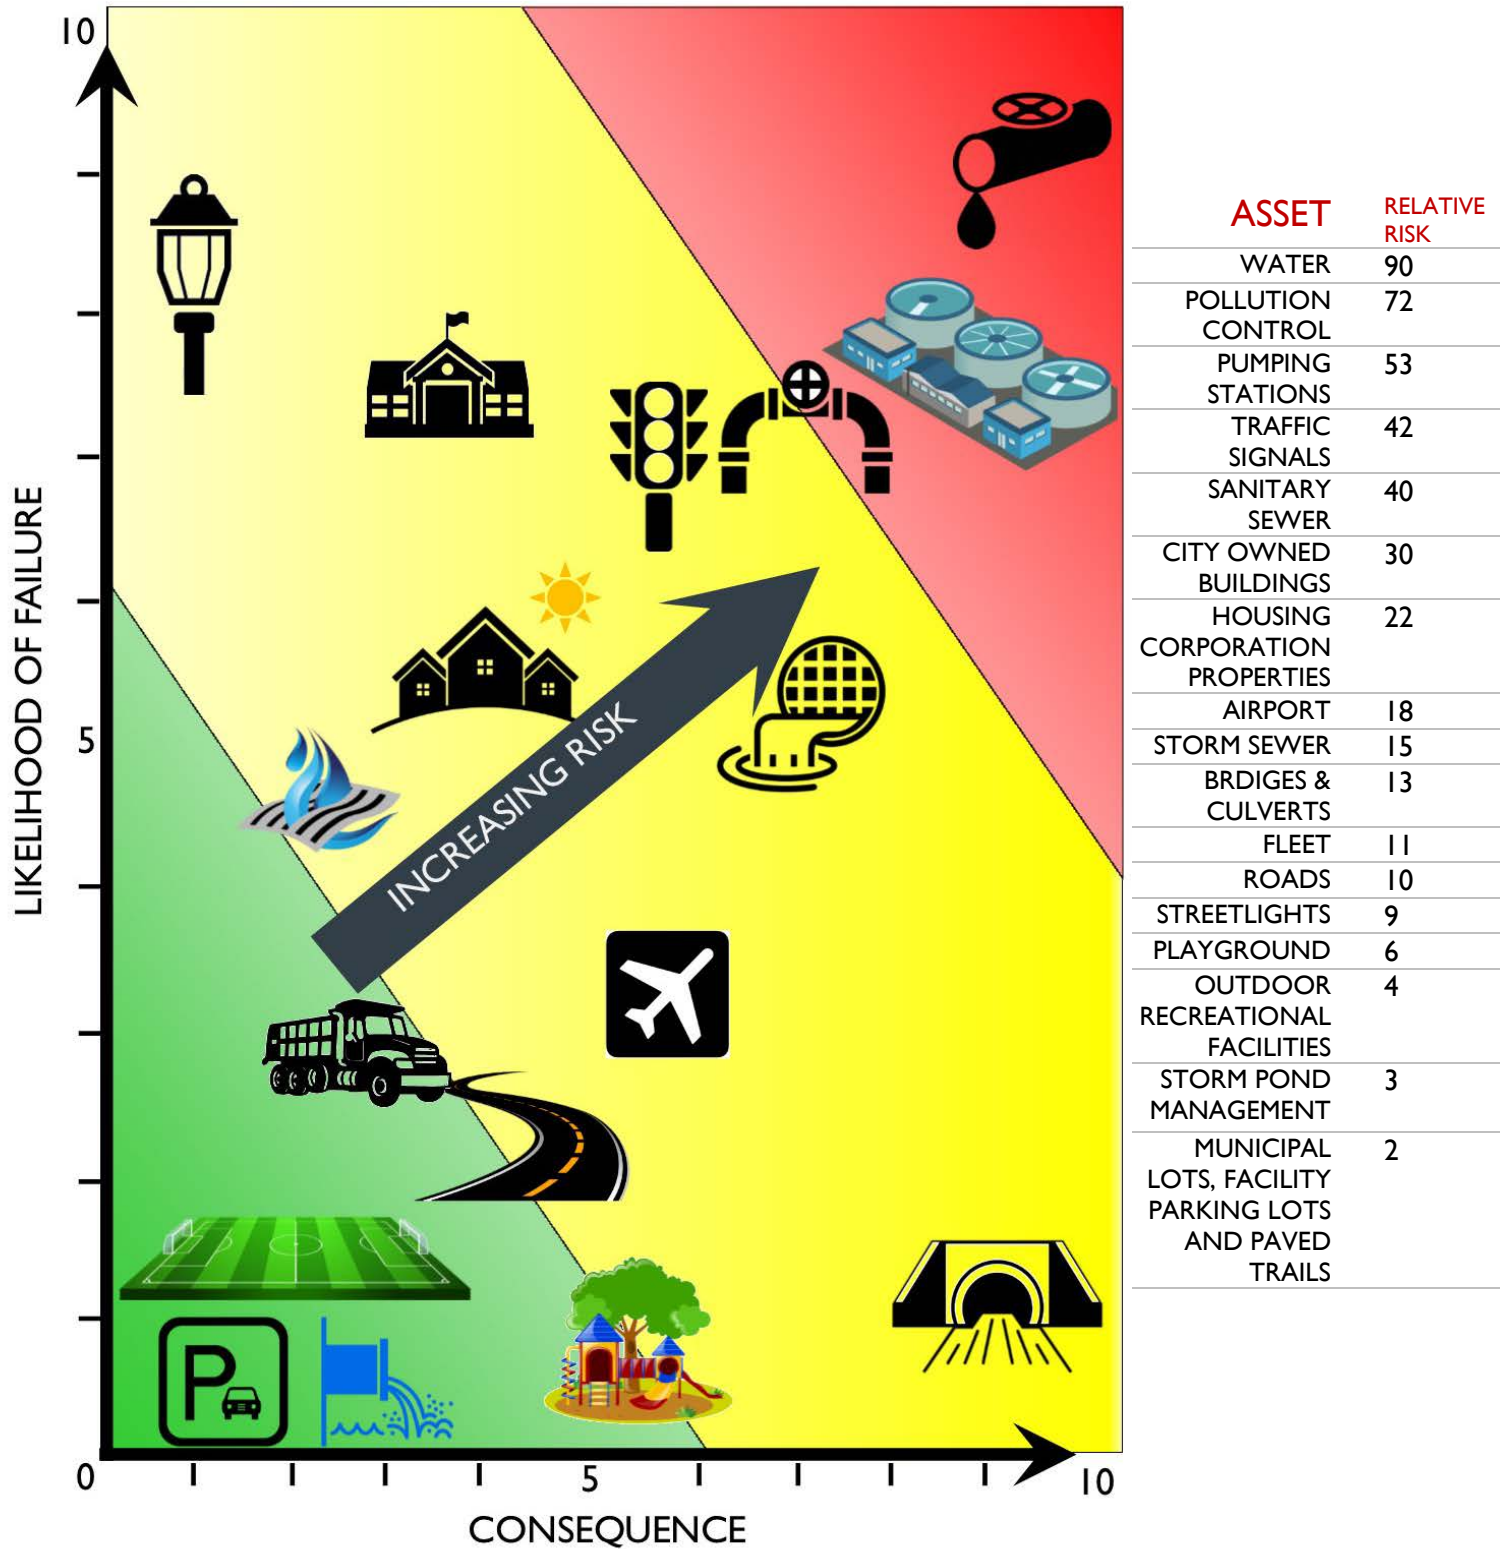 10
5
0
LIKELIHOOD OF FAILURE
INCREASING RISK
P
5
10
CONSEQUENCE
ASSET RELATIVE
RISK
WATER 90
POLLUTION 72
CONTROL
PUMPING 53
STATIONS
TRAFFIC 42
SIGNALS
SANITARY 40
SEWER
CITY OWNED 30
BUILDINGS
HOUSING 22
CORPORATION
PROPERTIES
AIRPORT 18
STORM SEWER 15
BRDIGES & 13
CULVERTS
FLEET 11
ROADS 10
STREETLIGHTS 9
PLAYGROUND 6
OUTDOOR 4
RECREATIONAL
FACILITIES
STORM POND 3
MANAGEMENT
MUNICIPAL 2
LOTS, FACILITY
PARKING LOTS
AND PAVED
TRAILS